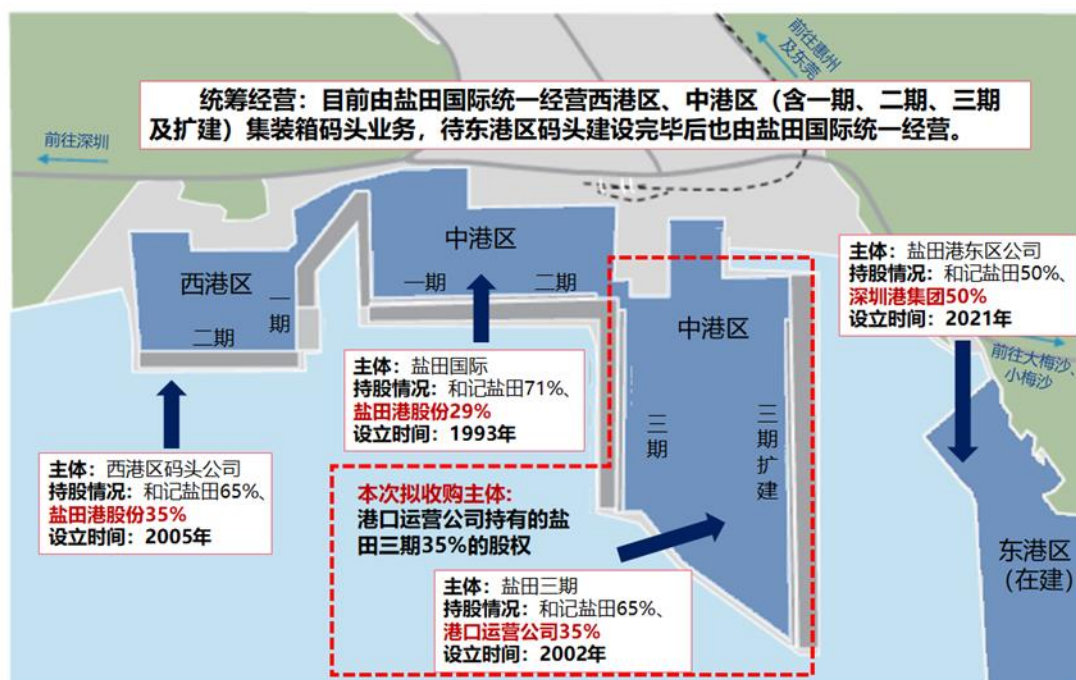 前往惠州
及东莞
统筹经营：目前由盐田国际统一经营西港区、中港区（含一期、二期、三期
及扩建）集装箱码头业务，待东港区码头建设完毕后也由盐田国际统一经营。
前往深圳
中港区
西港区
一期
二期
一期
二期
中港区
三期
三期扩建
主体：盐田港东区公司
持股情况：和记盐田50%、
深圳港集团50%
设立时间：2021年
前往大梅沙、
小梅沙
主体：盐田国际
持股情况：和记盐田71%、
盐田港股份29%
设立时间：1993年
主体：西港区码头公司
持股情况：和记盐田65%、
盐田港股份35%
设立时间：2005年
本次拟收购主体:
港口运营公司持有的盐
田三期35%的股权
主体：盐田三期
持股情况：和记盐田65%、
港口运营公司35%
设立时间：2002年
东港区
（在建）